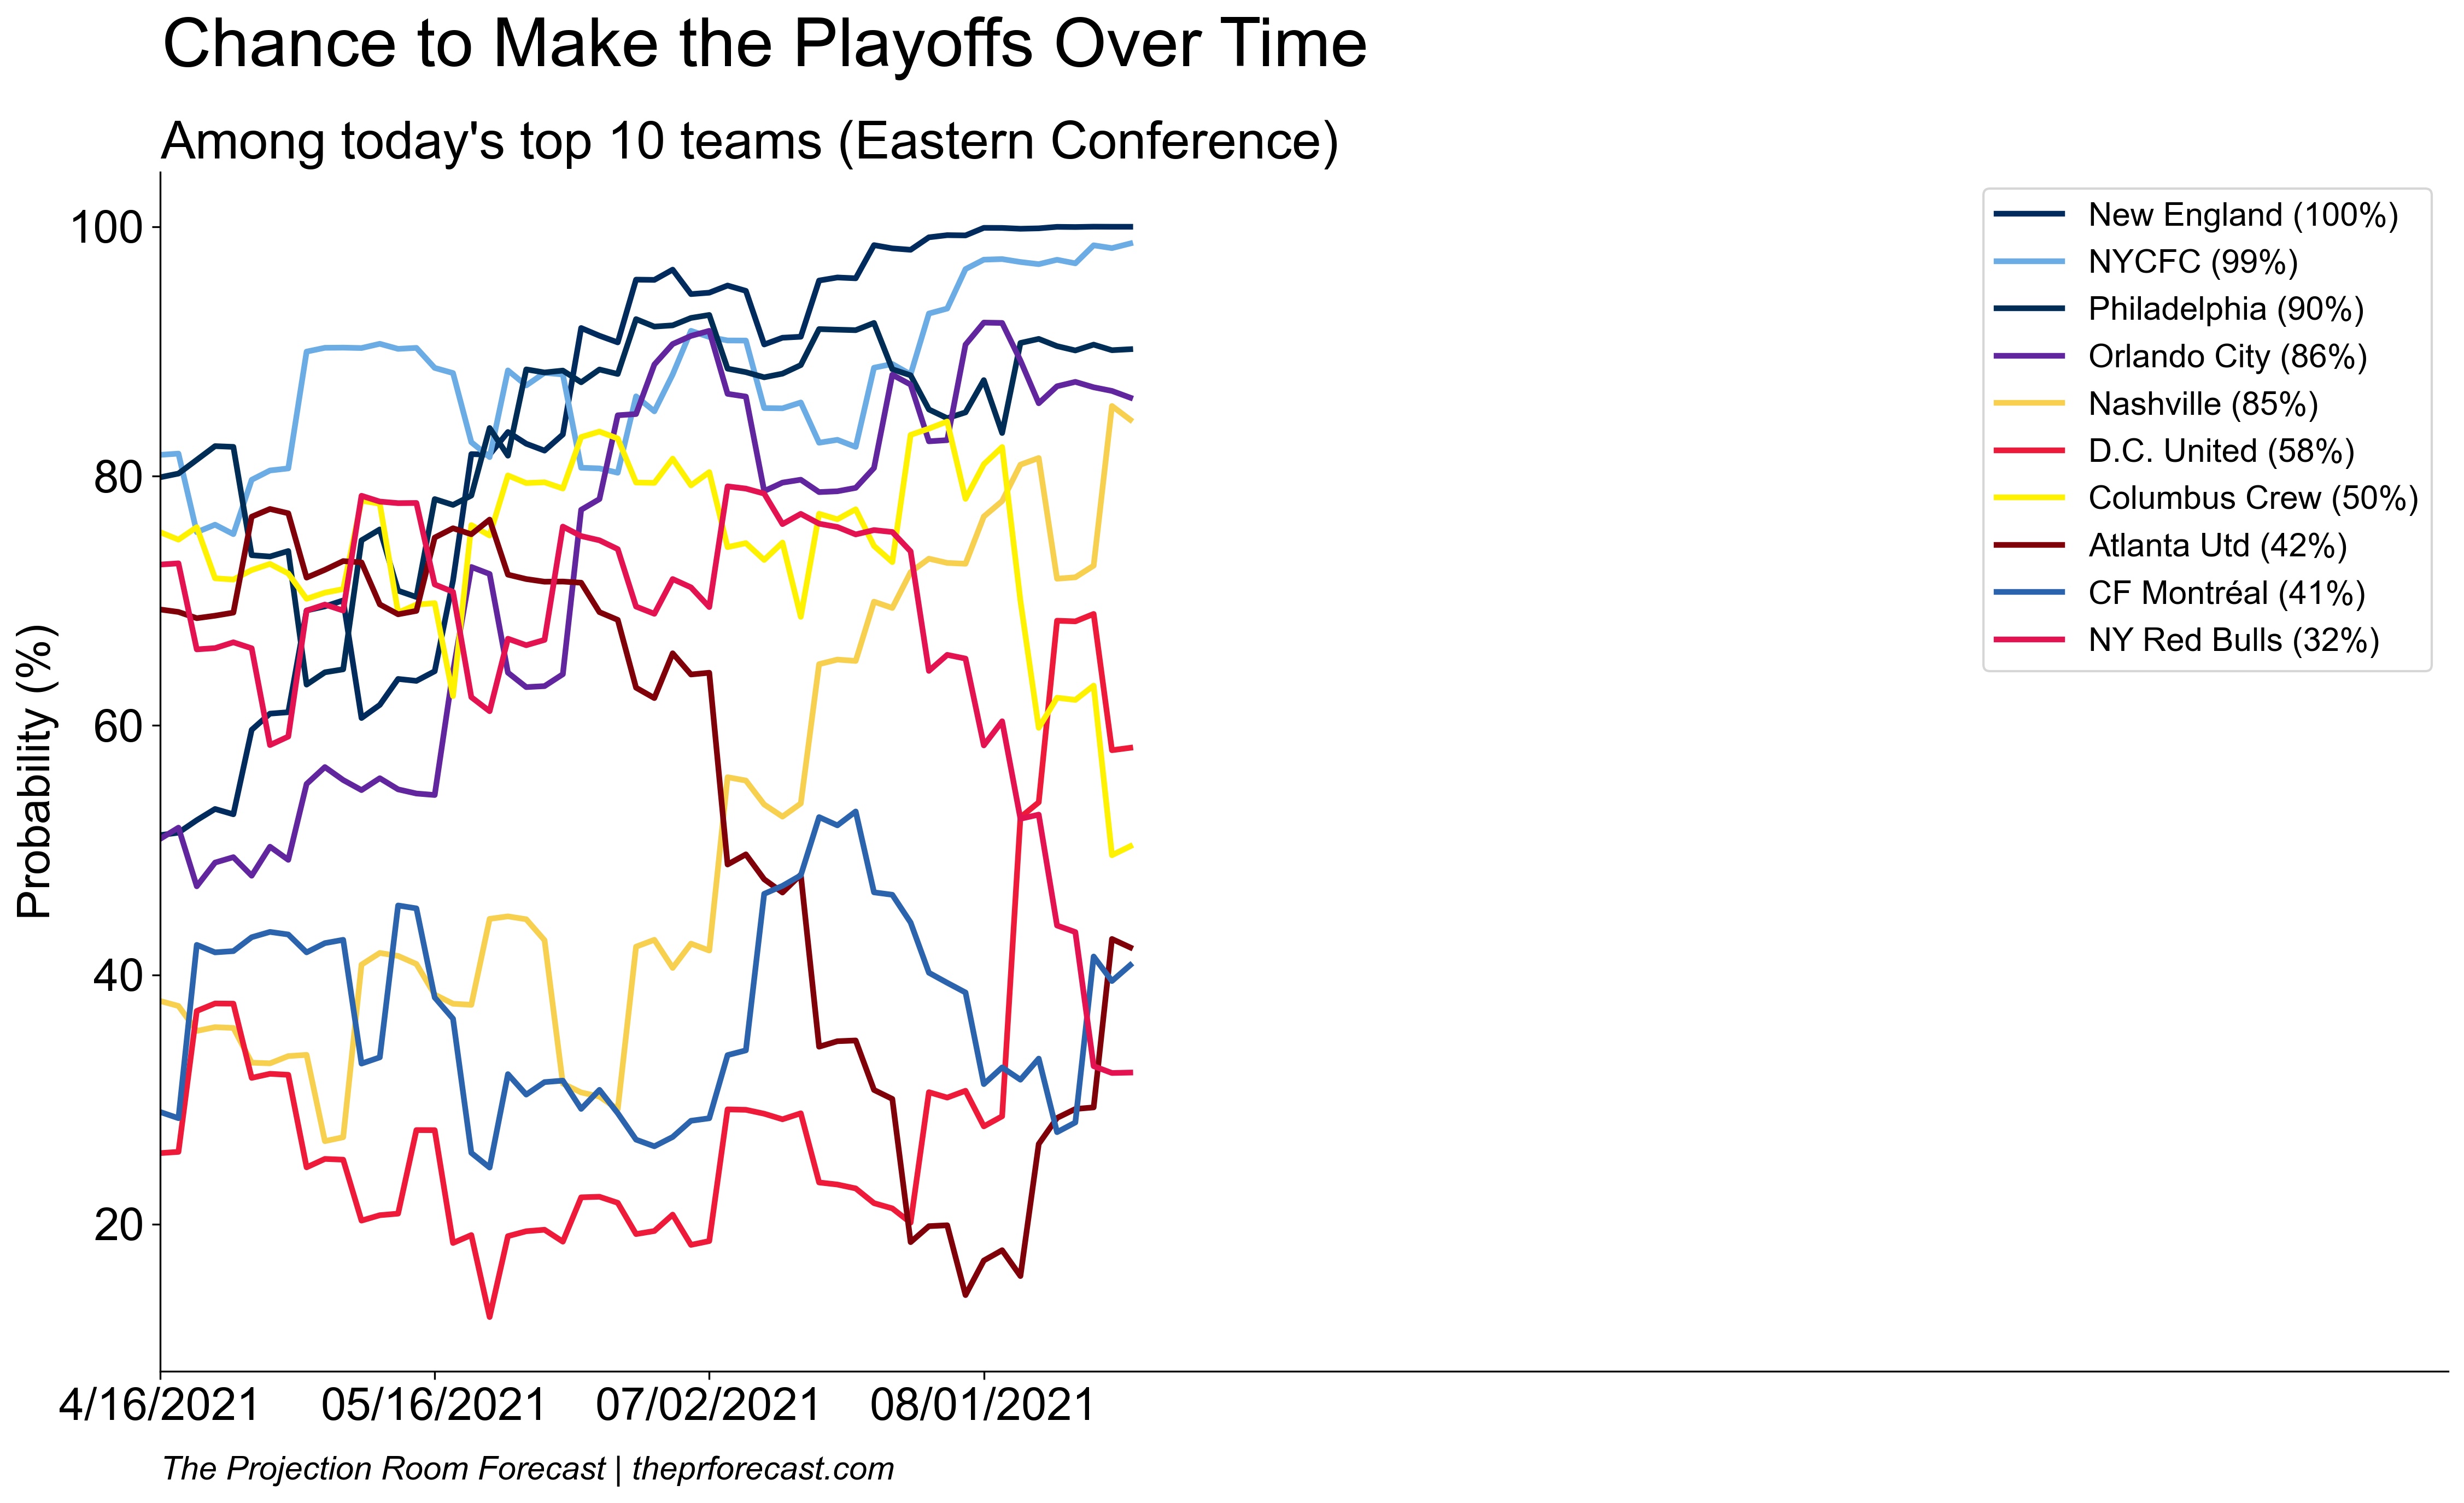 Chance to Make the Playoffs Over Time
Among today's top 10 teams (Eastern Conference)
Probability (%)
100
80
60
40
20
4/16/2021
05/16/2021
07/02/2021
08/01/2021
New England (100%)
NYCFC (99%)
Philadelphia (90%)
Orlando City (86%)
Nashville (85%)
D.C. United (58%)
Columbus Crew (50%)
Atlanta Utd (42%)
CF Montréal (41%)
NY Red Bulls (32%)
The Projection Room Forecast | theprforecast.com